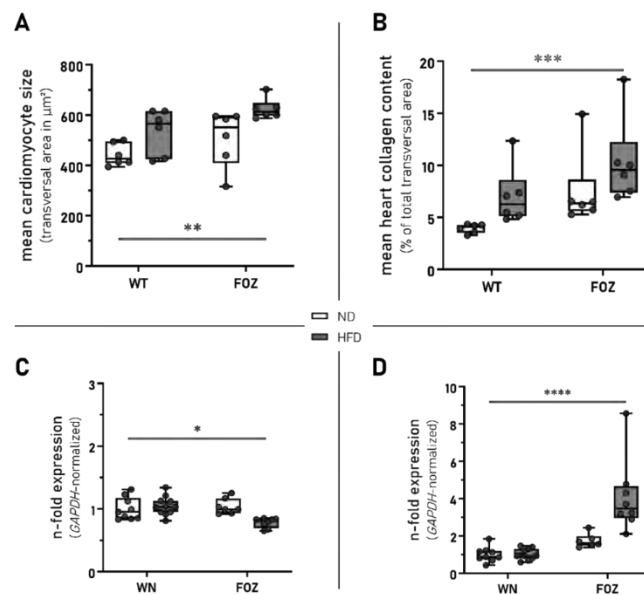 A
mean cardiomyocyte size
(transversal area in µm²)
800
600
400
200
0
**
WT
FOZ
B
mean heart collagen content
(% of total transversal area)
20
15
10
5
0
***
WT
FOZ
ND
HFD
C
n-fold expression
(GAPDH-normalized)
3
2
1
0
*
WN
FOZ
D
n-fold expression
(GAPDH-normalized)
10
8
6
4
2
0
****
WN
FOZ